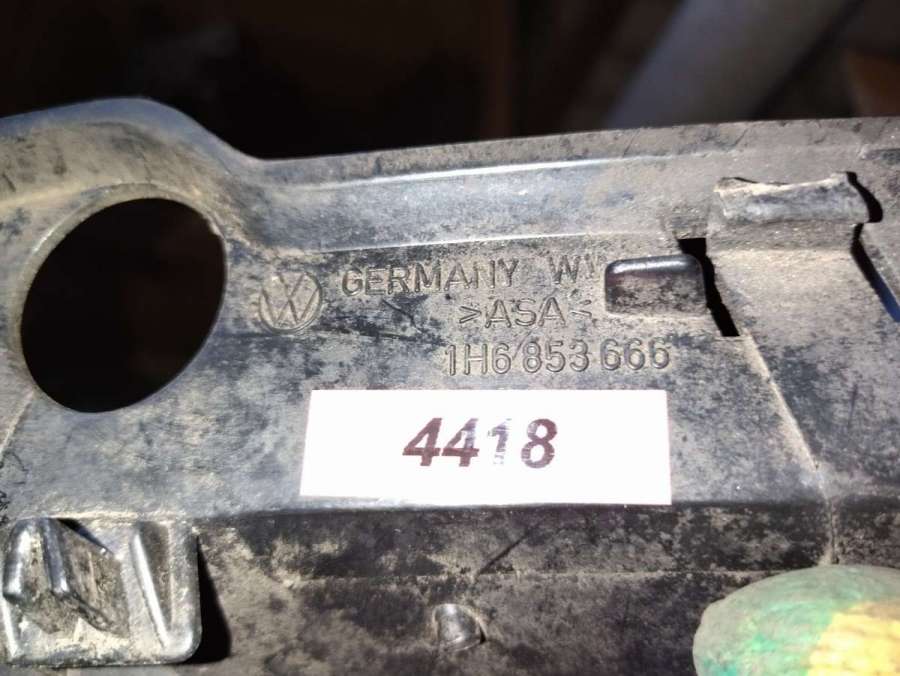 GERMANY
>ASA<
1H6 853 666
4418